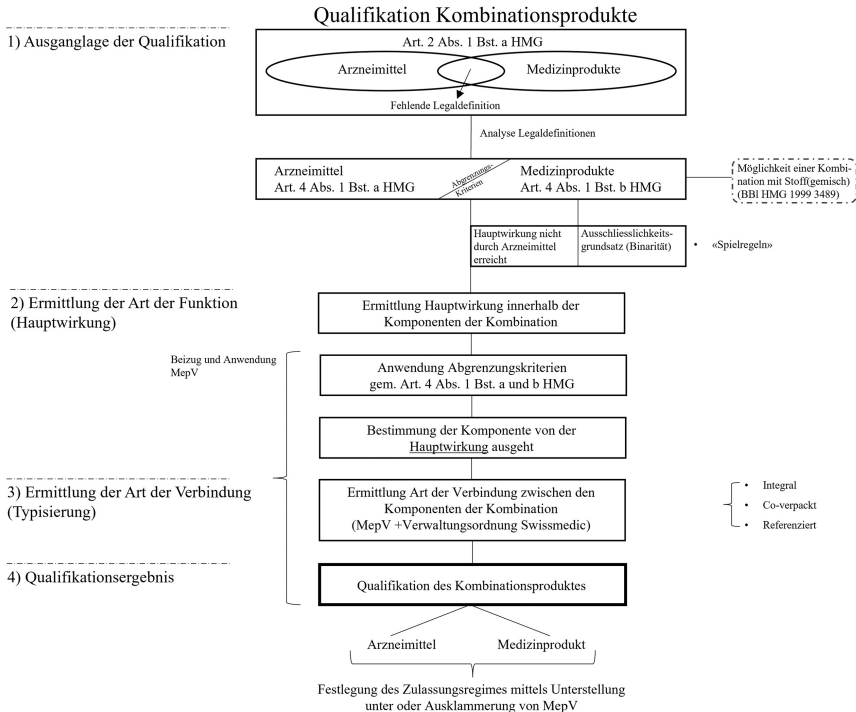 Qualifikation Kombinationsprodukte
1) Ausganglage der Qualifikation
Art. 2 Abs. 1 Bst. a HMG
Arzneimittel
Medizinprodukte
Fehlende Legaldefinition
Analyse Legaldefinitionen
Arzneimittel
Art. 4 Abs. 1 Bst. a HMG
Abgrenzungs-
Kriterien
Medizinprodukte
Art. 4 Abs. 1 Bst. b HMG
Möglichkeit einer Kombi-
nation mit Stoff(gemisch)
(BBl HMG 1999 3489)
Hauptwirkung nicht
durch Arzneimittel
erreicht
Ausschliesslichkeits-
grundsatz (Binarität)
• «Spielregeln»
2) Ermittlung der Art der Funktion
(Hauptwirkung)
Ermittlung Hauptwirkung innerhalb der
Komponenten der Kombination
Beizug und Anwendung
MepV
Anwendung Abgrenzungskriterien
gem. Art. 4 Abs. 1 Bst. a und b HMG
Bestimmung der Komponente von der
Hauptwirkung ausgeht
3) Ermittlung der Art der Verbindung
(Typisierung)
Ermittlung Art der Verbindung zwischen den
Komponenten der Kombination
(MepV +Verwaltungsordnung Swissmedic)
• Integral
• Co-verpackt
• Referenziert
4) Qualifikationsergebnis
Qualifikation des Kombinationsproduktes
Arzneimittel
Medizinprodukt
Festlegung des Zulassungsregimes mittels Unterstellung
unter oder Ausklammerung von MepV